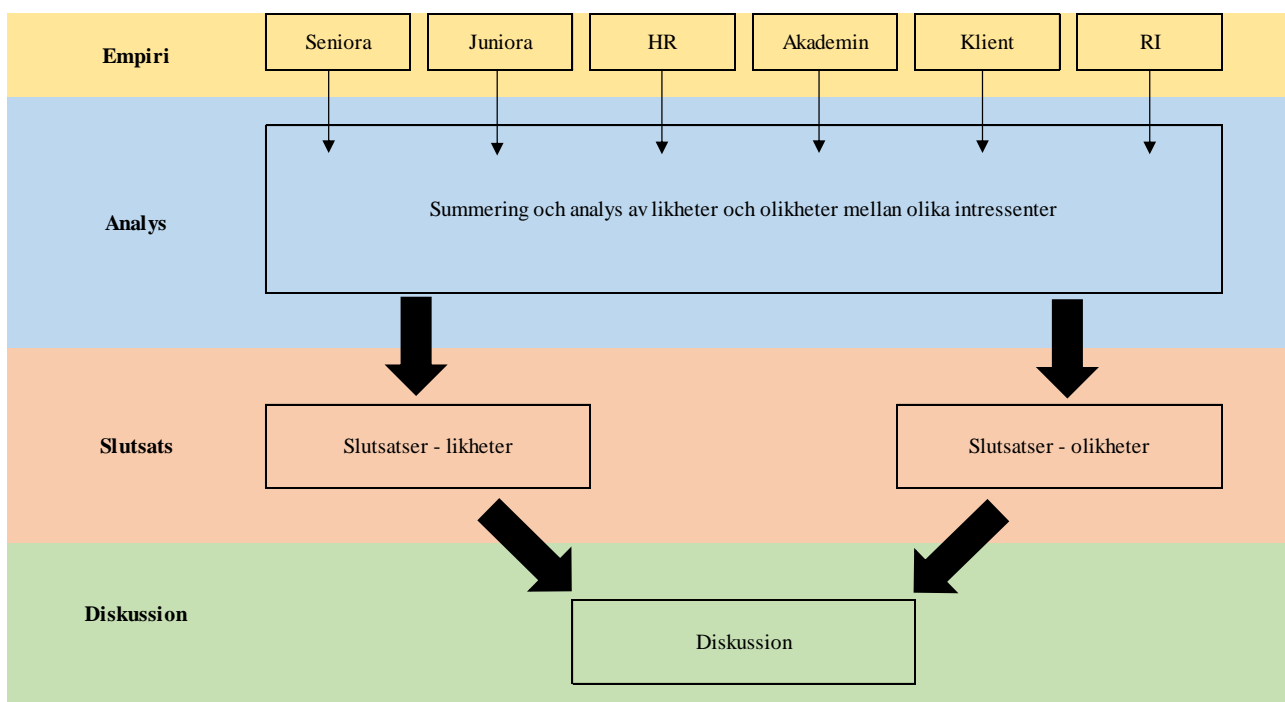 Empiri
Seniora
Juniora
HR
Akademin
Klient
RI
Analys
Summering och analys av likheter och olikheter mellan olika intressenter
Slutsats
Slutsatser - likheter
Slutsatser - olikheter
Diskussion
Diskussion